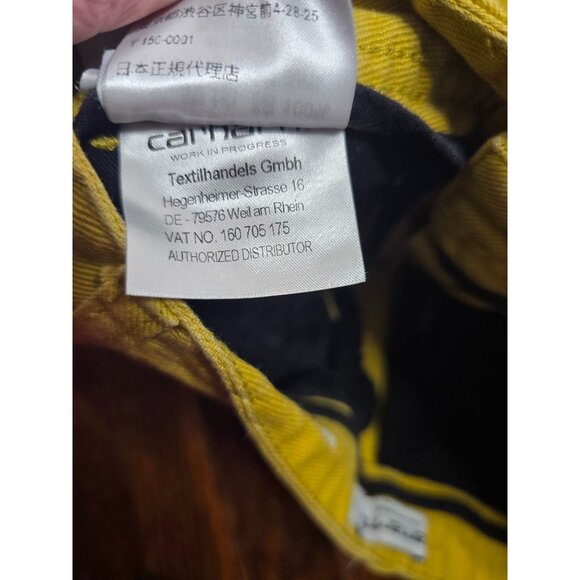 京都渋谷区神宮前4-28-25
〒150-0001
日本正規代理店
carhartt
WORK IN PROGRESS
Textilhandels Gmbh
Hegenheimer-Strasse 16
DE - 79576 Weil am Rhein
VAT NO. 160 705 175
AUTHORIZED DISTRIBUTOR